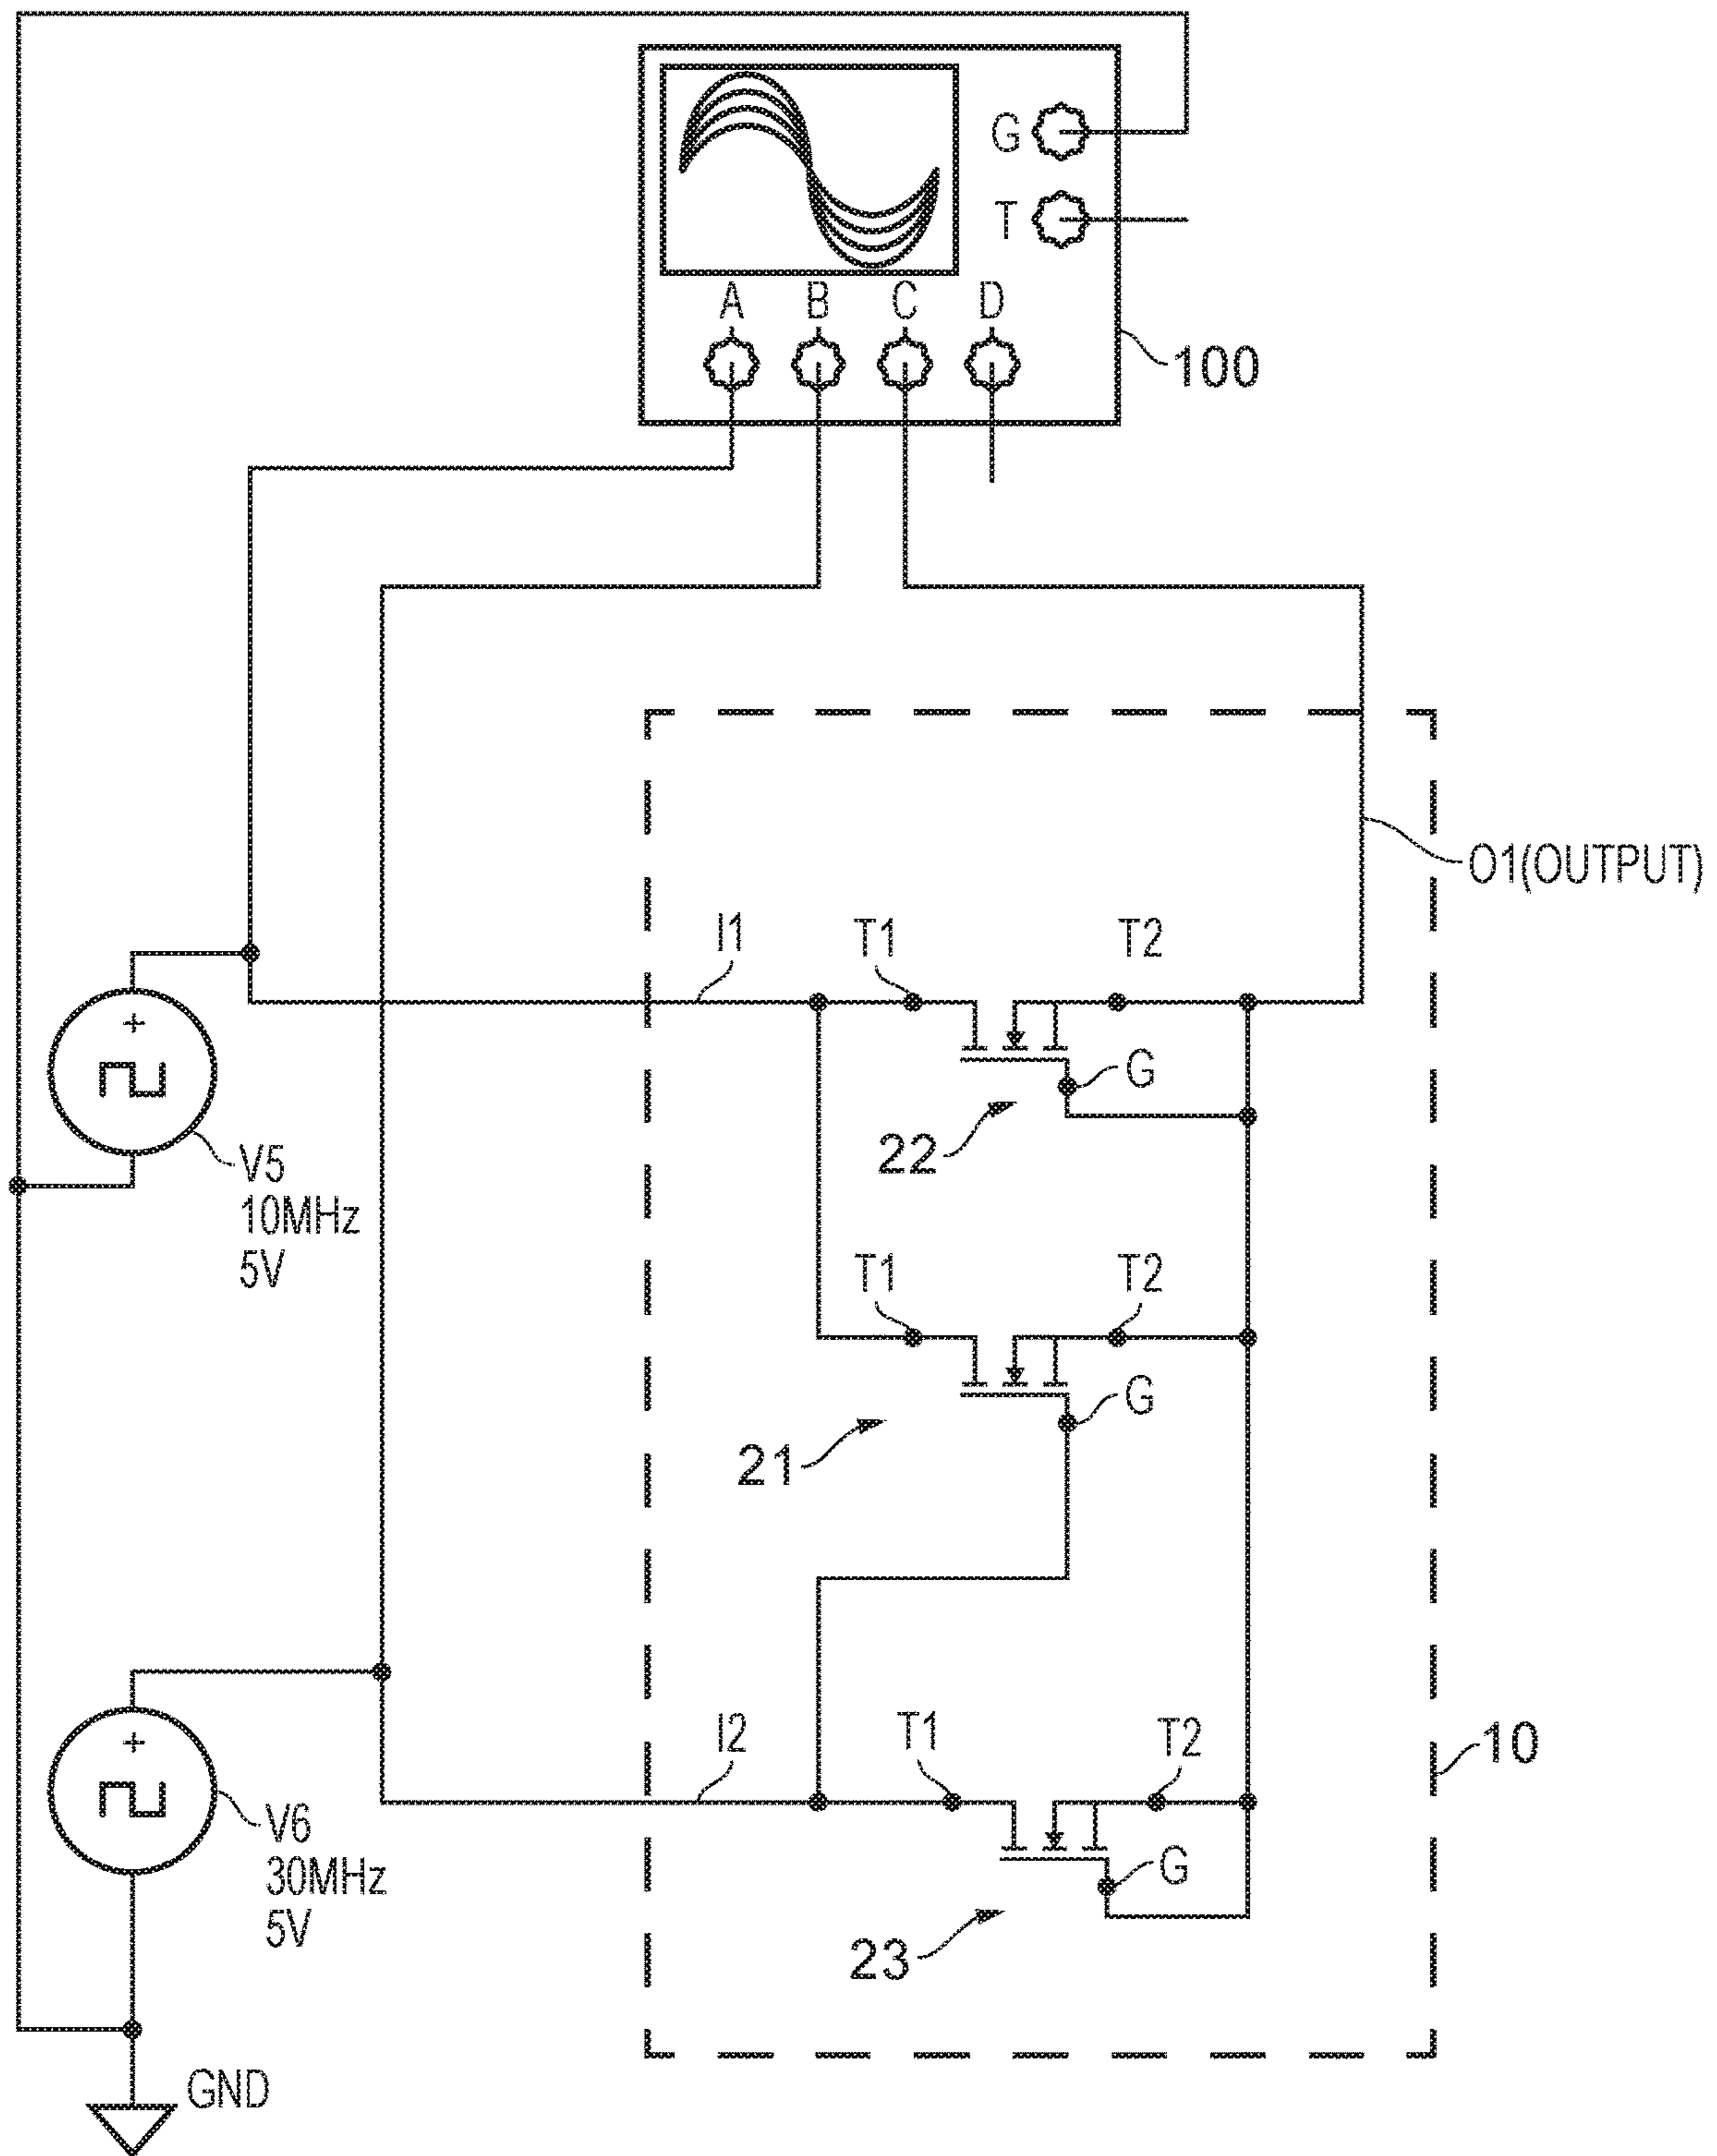 G
T
A B C D
100
O1(OUTPUT)
I1
T1
T2
+
G
22
V5
10MHz
5V
T1
T2
G
21
I2
T1
T2
10
+
G
V6
30MHz
5V
23
GND